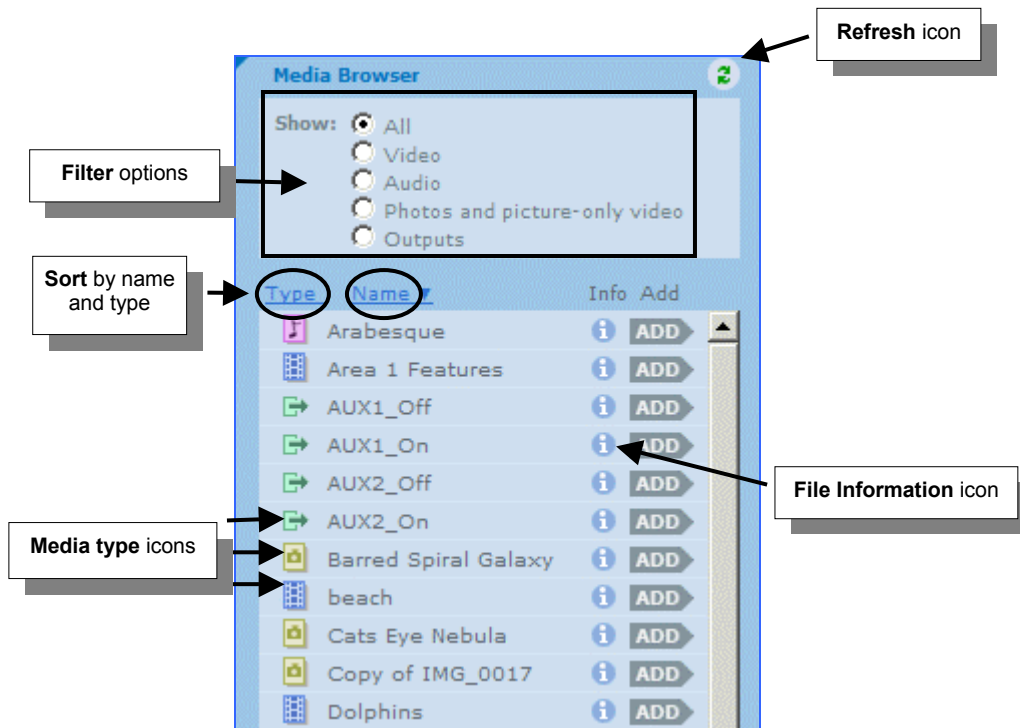 Refresh icon
Media Browser
Show: All
Video
Audio
Photos and picture-only video
Outputs
Filter options
Sort by name
and type
Type Name Info Add
Arabesque ADD
Area 1 Features ADD
AUX1_Off ADD
AUX1_On ADD
AUX2_Off ADD
File Information icon
AUX2_On ADD
Media type icons
Barred Spiral Galaxy ADD
beach ADD
Cats Eye Nebula ADD
Copy of IMG_0017 ADD
Dolphins ADD